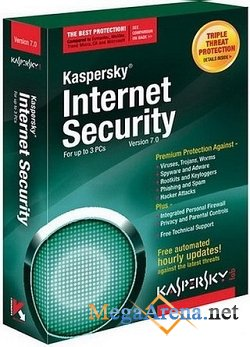 Version 7.0
THE BEST PROTECTION!
TRIPLE
THREAT
PROTECTION
DETAILS INSIDE >
Kaspersky®
Internet
Security
For up to 3 PCs
Version 7.0
Premium Protection Against -
• Viruses, Trojans, Worms
• Spyware and Adware
• Rootkits and Keyloggers
• Phishing and Spam
• Hacker Attacks
Plus -
• Integrated Personal Firewall
• Privacy and Parental Controls
• Free Technical Support
Free automated
hourly updates!
against the latest threats
KASPERSKY lab
Kaspersky
Internet Security
MegaArena.net